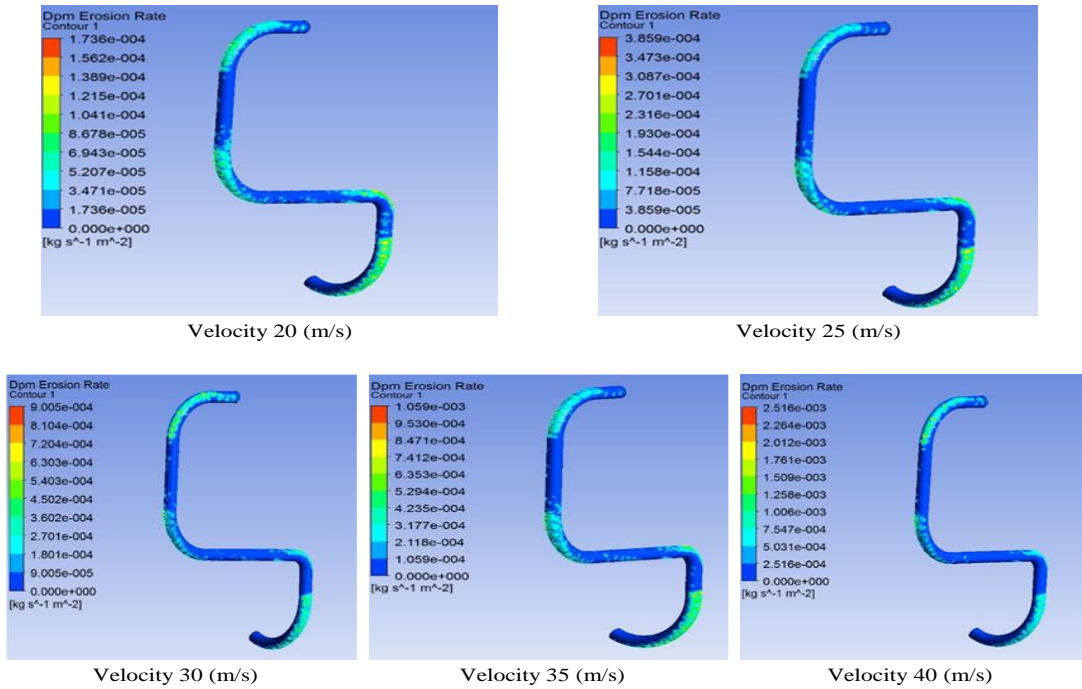 Dpm Erosion Rate
Contour 1
1.736e-004
1.562e-004
1.389e-004
1.215e-004
1.041e-004
8.678e-005
6.943e-005
5.207e-005
3.471e-005
1.736e-005
0.000e+000
[kg s^-1 m^-2]
Velocity 20 (m/s)
Dpm Erosion Rate
Contour 1
3.859e-004
3.473e-004
3.087e-004
2.701e-004
2.316e-004
1.930e-004
1.544e-004
1.158e-004
7.718e-005
3.859e-005
0.000e+000
[kg s^-1 m^-2]
Velocity 25 (m/s)
Dpm Erosion Rate
Contour 1
9.005e-004
8.104e-004
7.204e-004
6.303e-004
5.403e-004
4.502e-004
3.602e-004
2.701e-004
1.801e-004
9.005e-005
0.000e+000
[kg s^-1 m^-2]
Velocity 30 (m/s)
Dpm Erosion Rate
Contour 1
1.059e-003
9.530e-004
8.471e-004
7.412e-004
6.353e-004
5.294e-004
4.235e-004
3.177e-004
2.118e-004
1.059e-004
0.000e+000
[kg s^-1 m^-2]
Velocity 35 (m/s)
Dpm Erosion Rate
Contour 1
2.516e-003
2.264e-003
2.012e-003
1.761e-003
1.509e-003
1.258e-003
1.006e-003
7.547e-004
5.031e-004
2.516e-004
0.000e+000
[kg s^-1 m^-2]
Velocity 40 (m/s)